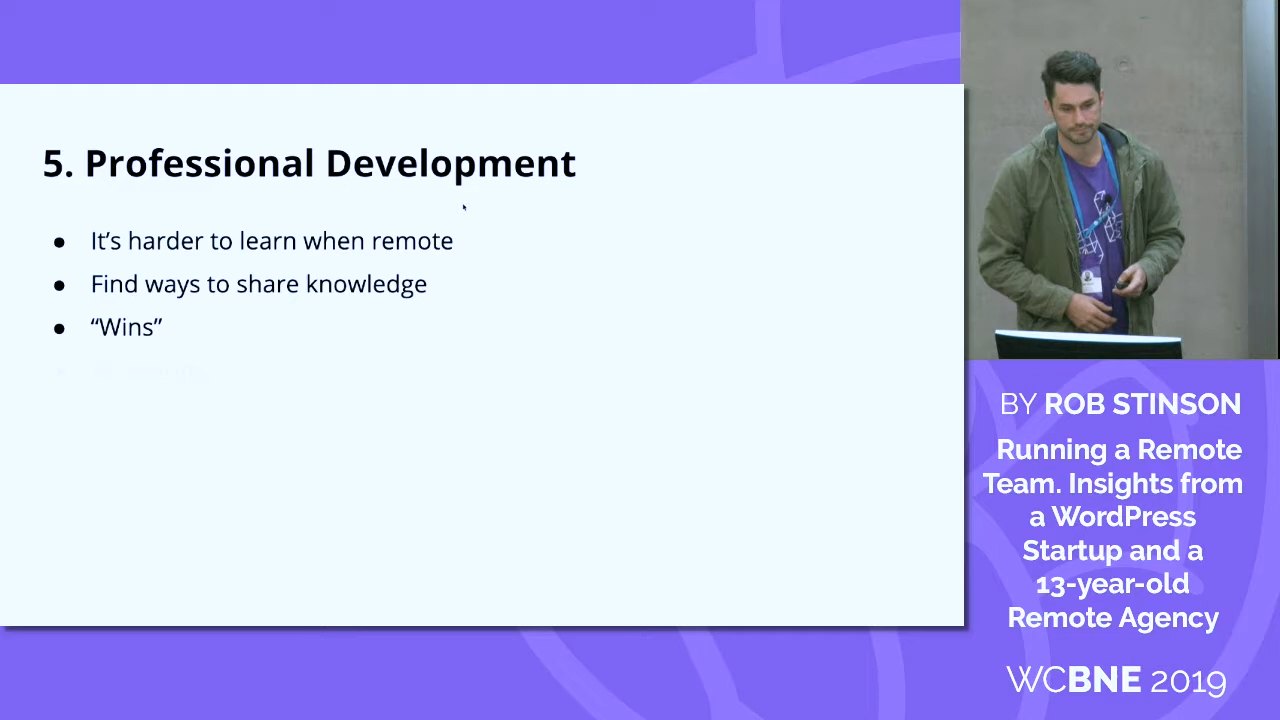 5. Professional Development
● It’s harder to learn when remote
● Find ways to share knowledge
● “Wins”
BY ROB STINSON
Running a Remote
Team. Insights from
a WordPress
Startup and a
13-year-old
Remote Agency
WCBNE 2019